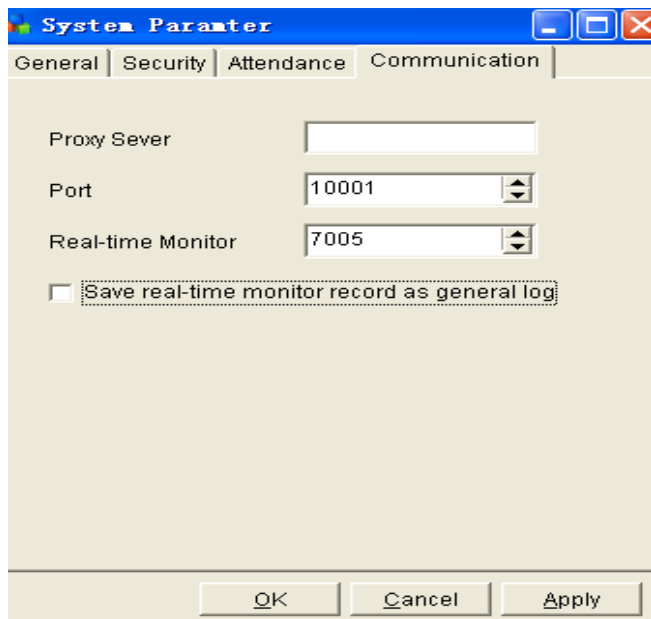 System Paramter
General Security Attendance Communication
Proxy Sever
Port 10001
Real-time Monitor 7005
Save real-time monitor record as general log
OK Cancel Apply